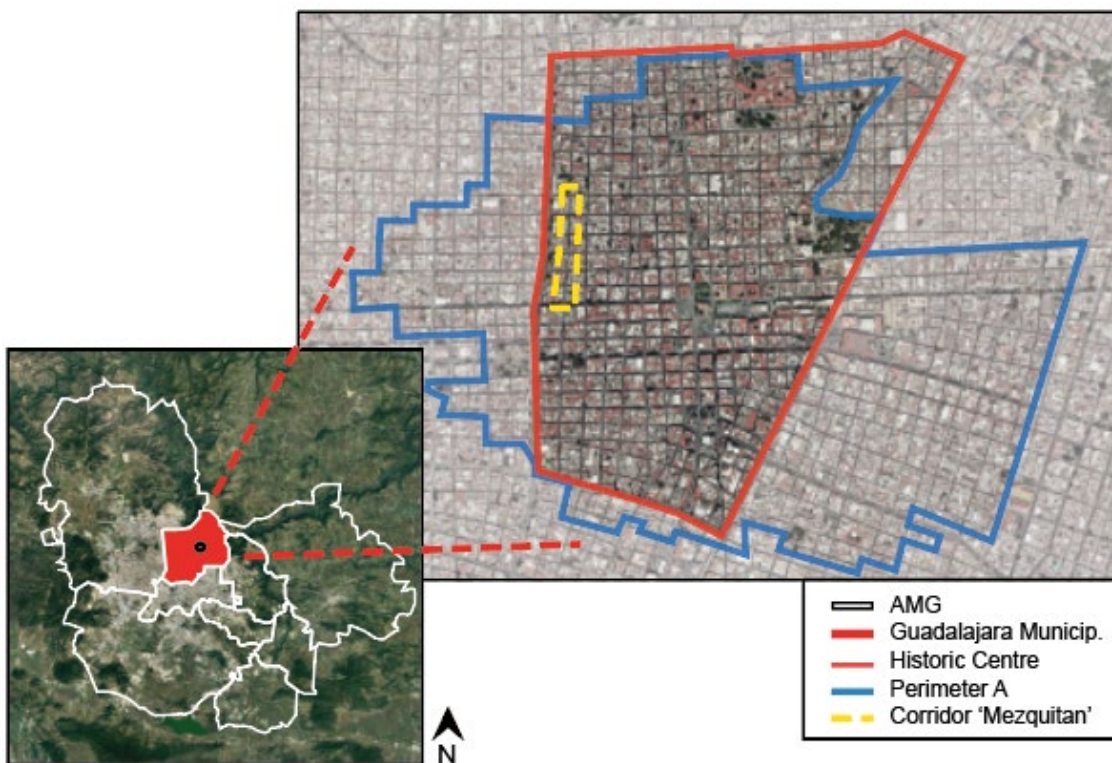 AMG
Guadalajara Municip.
Historic Centre
Perimeter A
Corridor ‘Mezquitan’
N